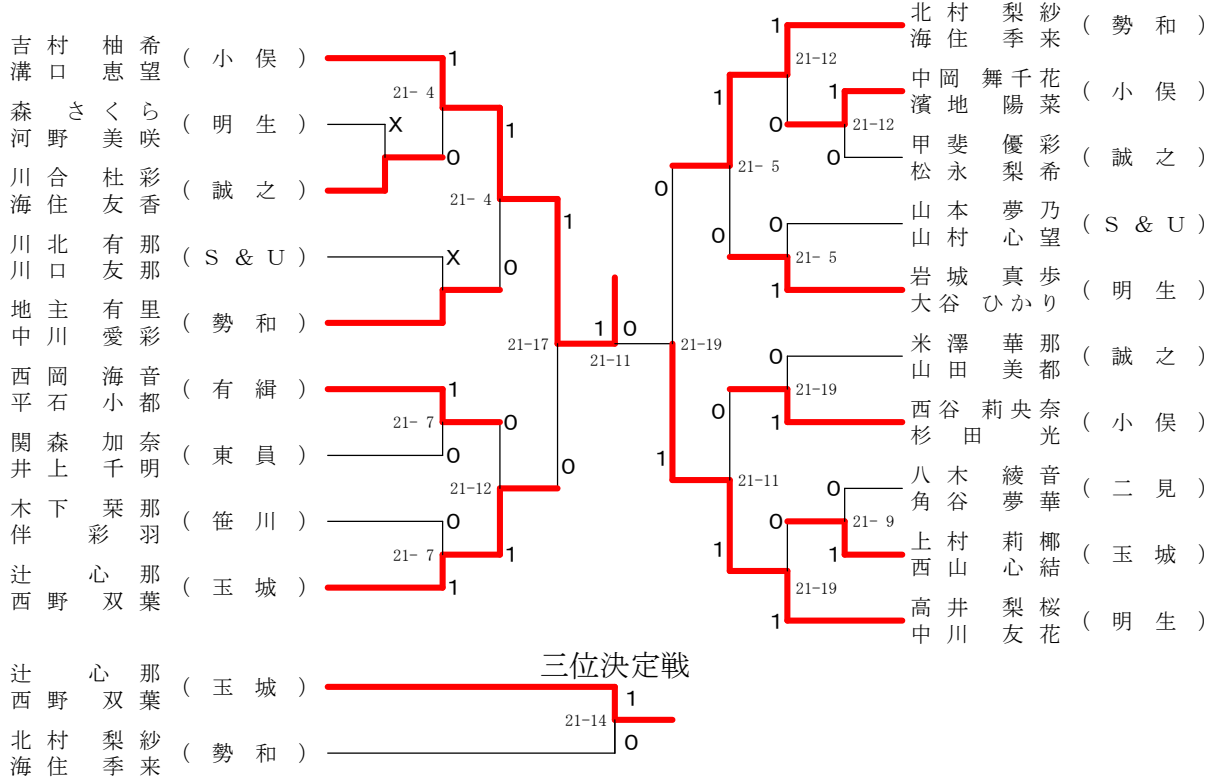 吉村 柚希
溝口 恵望
(小俣)
1
21- 4
森 さくら
河野 美咲
(明生)
X
0
川合 杜彩
海住 友香
(誠之)
1
21- 4
川北 有那
川口 友那
(S&U)
X
0
地主 有里
中川 愛彩
(勢和)
1
21-17
西岡 海音
平石 小都
(有緝)
1
21- 7
0
関森 加奈
井上 千明
(東員)
0
21-12
0
木下 栞那
伴 彩羽
(笹川)
0
21- 7
1
辻 心那
西野 双葉
(玉城)
1
1 0
21-11
北村 梨紗
海住 季来
(勢和)
1
21-12
中岡 舞千花
濱地 陽菜
(小俣)
1
1
0
21-12
甲斐 優彩
松永 梨希
(誠之)
0
21- 5
0
山本 夢乃
山村 心望
(S&U)
0
0
21- 5
岩城 真歩
大谷 ひかり
(明生)
1
21-19
米澤 華那
山田 美都
(誠之)
0
21-19
西谷 莉央奈
杉田 光
(小俣)
1
0
1
21-11
八木 綾音
角谷 夢華
(二見)
0
0
21- 9
上村 莉椰
西山 心結
(玉城)
1
1
21-19
高井 梨桜
中川 友花
(明生)
1
三位決定戦
辻 心那
西野 双葉
(玉城)
1
21-14
北村 梨紗
海住 季来
(勢和)
0